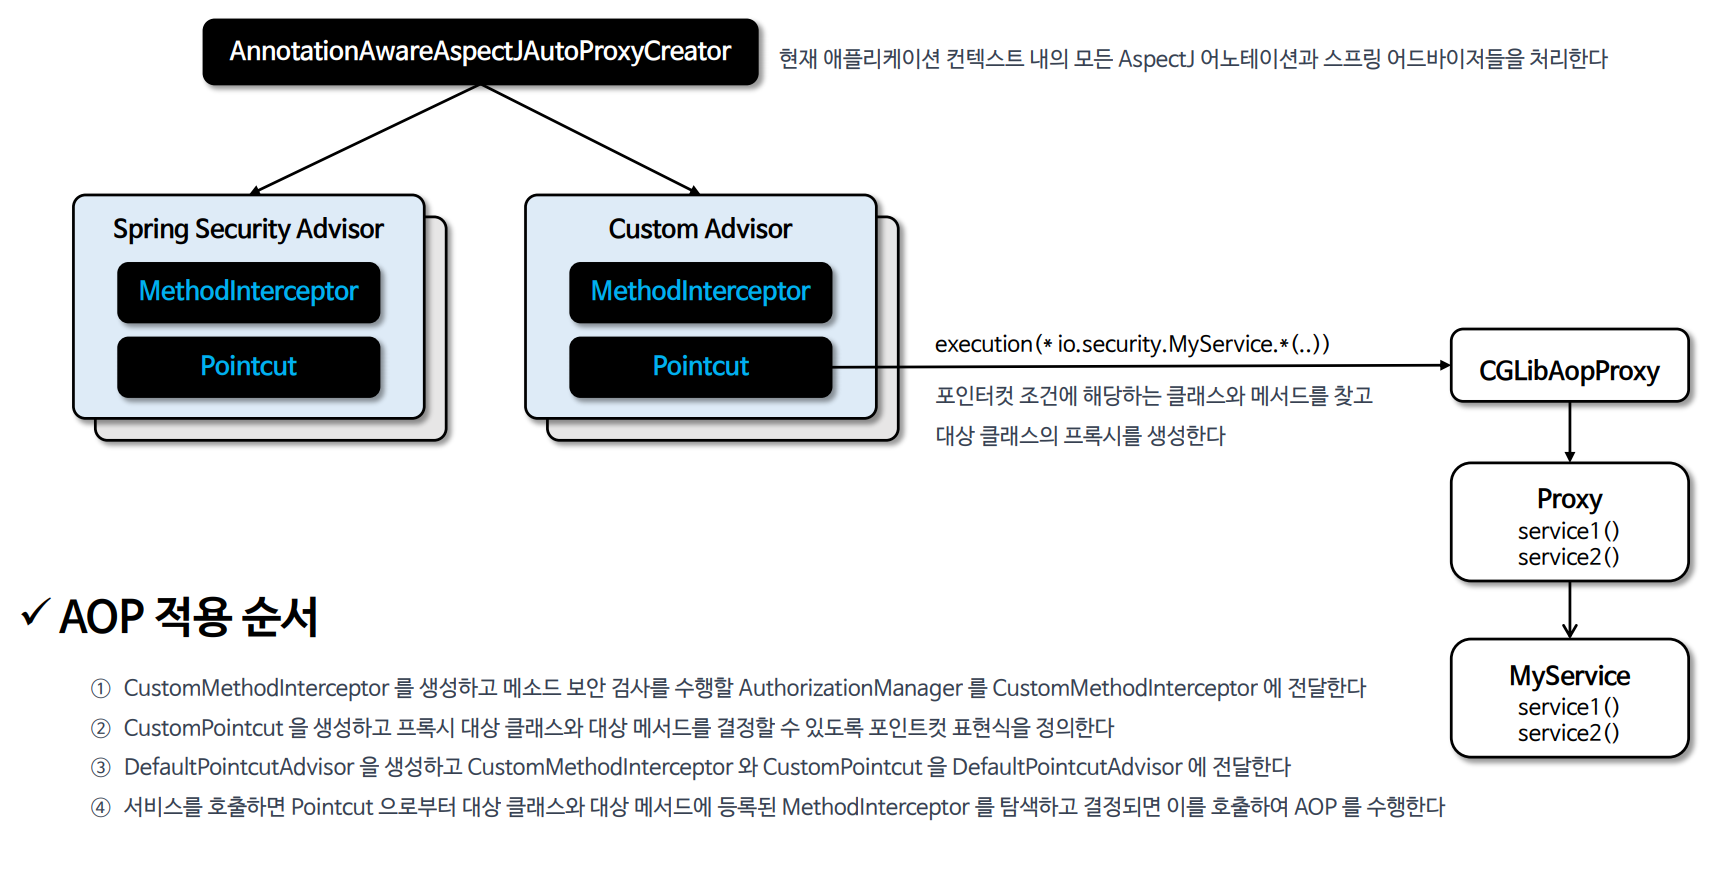 AnnotationAwareAspectJAutoProxyCreator
현재 애플리케이션 컨텍스트 내의 모든 AspectJ 어노테이션과 스프링 어드바이저들을 처리한다
Spring Security Advisor
MethodInterceptor
Pointcut
Custom Advisor
MethodInterceptor
Pointcut
execution(* io.security.MyService.*(..))
포인터컷 조건에 해당하는 클래스와 메서드를 찾고
대상 클래스의 프록시를 생성한다
CGLibAopProxy
Proxy
service1()
service2()
MyService
service1()
service2()
✓ AOP 적용 순서
① CustomMethodInterceptor 를 생성하고 메소드 보안 검사를 수행할 AuthorizationManager 를 CustomMethodInterceptor 에 전달한다
② CustomPointcut 을 생성하고 프록시 대상 클래스와 대상 메서드를 결정할 수 있도록 포인트컷 표현식을 정의한다
③ DefaultPointcutAdvisor 을 생성하고 CustomMethodInterceptor 와 CustomPointcut 을 DefaultPointcutAdvisor 에 전달한다
④ 서비스를 호출하면 Pointcut 으로부터 대상 클래스와 대상 메서드에 등록된 MethodInterceptor 를 탐색하고 결정되면 이를 호출하여 AOP 를 수행한다